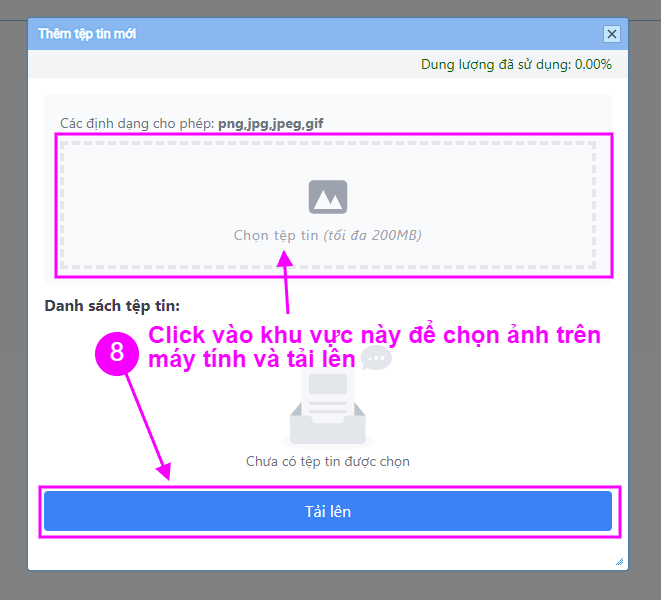 Thêm tệp tin mới
Dung lượng đã sử dụng: 0.00%
Các định dạng cho phép: png,jpg,jpeg,gif
Chọn tệp tin (tối đa 200MB)
Danh sách tệp tin:
8
Click vào khu vực này để chọn ảnh trên
máy tính và tải lên
Chưa có tệp tin được chọn
Tải lên